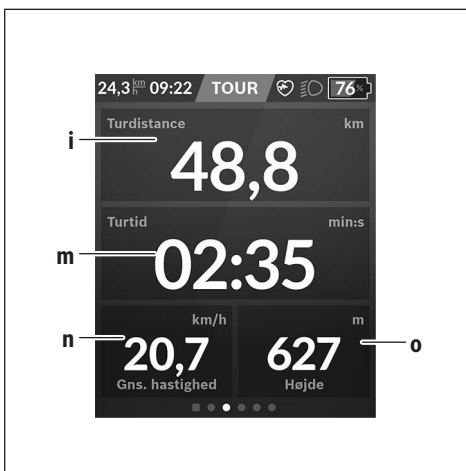 24,3 km/h 09:22 TOUR 76%
Turdistance km
i
48,8
Turtid min:s
m
02:35
km/h m
n
o
20,7 627
Gns. hastighed Højde